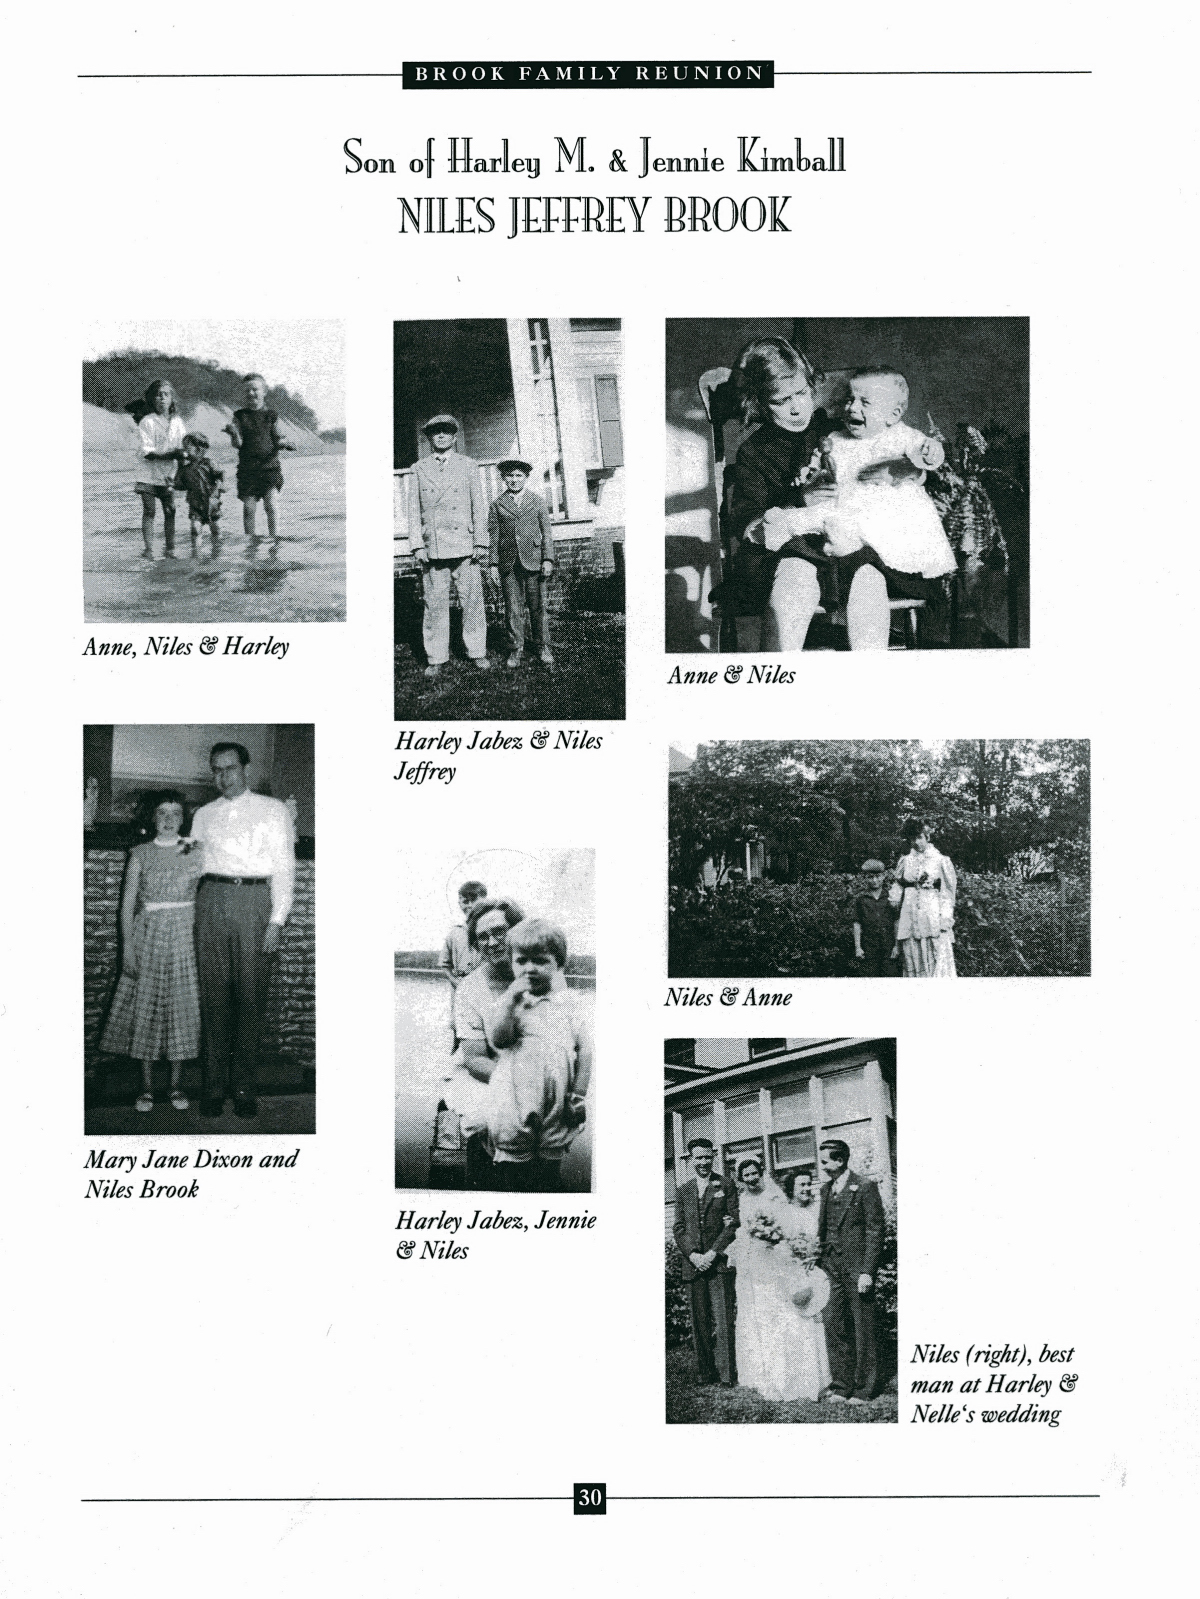 BROOK FAMILY REUNION
Son of Harley M. & Jennie Kimball
NILES JEFFREY BROOK
Anne, Niles & Harley
Harley Jabez & Niles
Jeffrey
Anne & Niles
Mary Jane Dixon and
Niles Brook
Harley Jabez, Jennie
& Niles
Niles & Anne
Niles (right), best
man at Harley &
Nelle‘s wedding
30